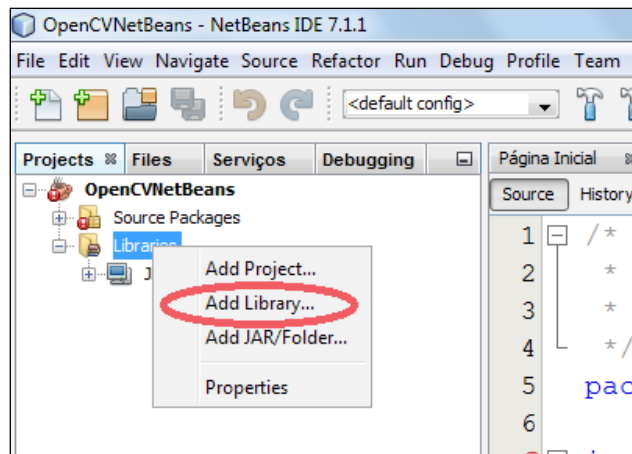 OpenCVNetBeans - NetBeans IDE 7.1.1
File Edit View Navigate Source Refactor Run Debug Profile Team
<default config>
Projects Files Serviços Debugging Página Inicial
OpenCVNetBeans
Source History
Source Packages
Libraries
Add Project...
Add Library...
Add JAR/Folder...
Properties
1 /*
2 *
3 *
4 */
5 pac
6